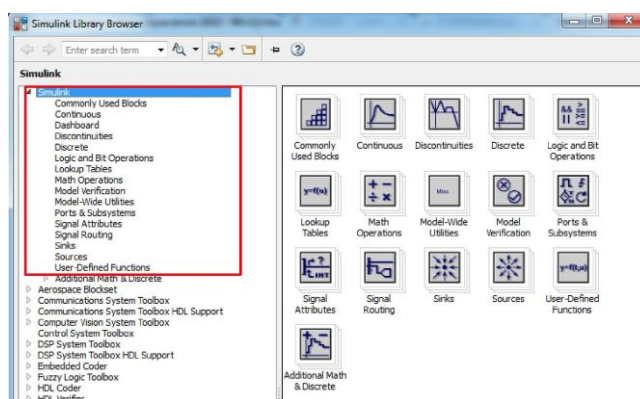 Simulink Library Browser
Enter search term
Simulink
Simulink
Commonly Used Blocks
Continuous
Dashboard
Discontinuities
Discrete
Logic and Bit Operations
Lookup Tables
Math Operations
Model Verification
Model-Wide Utilities
Ports & Subsystems
Signal Attributes
Signal Routing
Sinks
Sources
User-Defined Functions
Additional Math & Discrete
Aerospace Blockset
Communications System Toolbox
Communications System Toolbox HDL Support
Computer Vision System Toolbox
Control System Toolbox
DSP System Toolbox
DSP System Toolbox HDL Support
Embedded Coder
Fuzzy Logic Toolbox
HDL Coder
HDL Verifier
Commonly
Used Blocks
Continuous
Discontinuities
Discrete
Logic and Bit
Operations
y=f(u)
Lookup
Tables
Math
Operations
Misc
Model-Wide
Utilities
Model
Verification
Ports &
Subsystems
Signal
Attributes
Signal
Routing
Sinks
Sources
y=f(t,u)
User-Defined
Functions
Additional Math
& Discrete